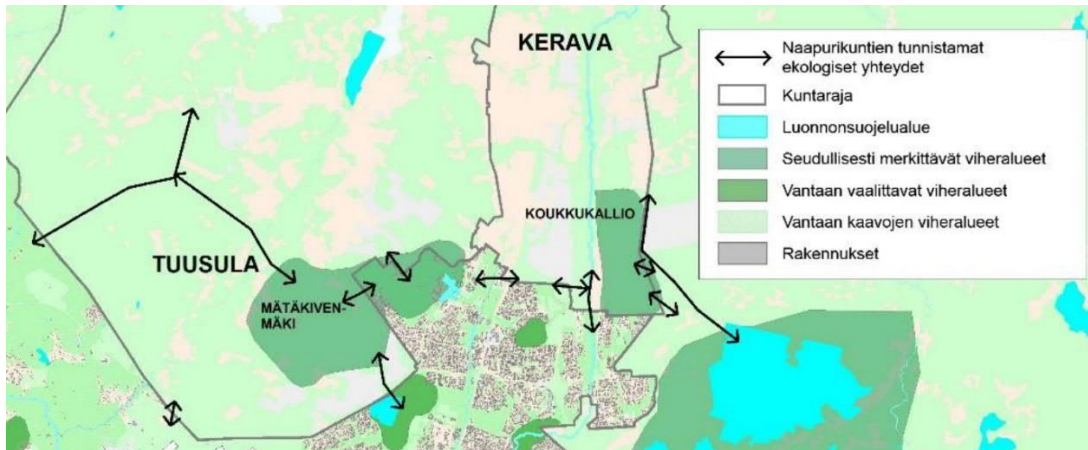 KERAVA
KOUKKUKALLIO
TUUSULA
MÄTÄKIVEN-
MÄKI
Naapurikuntien tunnistamat
ekologiset yhteydet
Kuntaraja
Luonnonsuojelualue
Seudullisesti merkittävät viheralueet
Vantaan vaalittavat viheralueet
Vantaan kaavojen viheralueet
Rakennukset